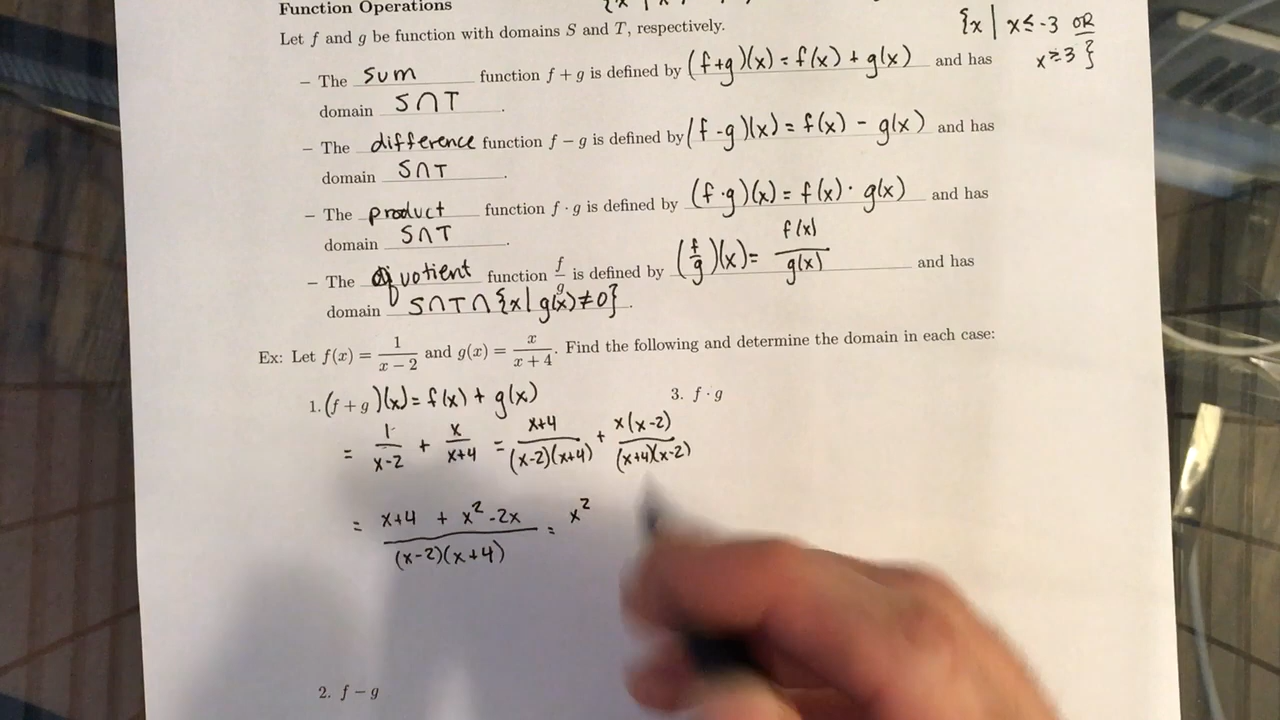 Function Operations
{x | x ≤ -3 OR
x ≥ 3 }
Let f and g be function with domains S and T, respectively.
– The sum function f + g is defined by (f+g)(x) = f(x) + g(x) and has
domain S∩T .
– The difference function f − g is defined by (f-g)(x) = f(x) - g(x) and has
domain S∩T .
– The product function f · g is defined by (f·g)(x) = f(x) · g(x) and has
domain S∩T .
– The quotient function f/g is defined by (f/g)(x) = f(x)/g(x) and has
domain S∩T∩{x | g(x) ≠ 0} .
Ex: Let f(x) = 1/(x − 2) and g(x) = x/(x + 4). Find the following and determine the domain in each case:
1. (f + g)(x) = f(x) + g(x)
= 1/(x-2) + x/(x+4) = (x+4)/((x-2)(x+4)) + x(x-2)/((x+4)(x-2))
= (x+4 + x² -2x)/((x-2)(x+4)) = x²
3. f · g
2. f − g